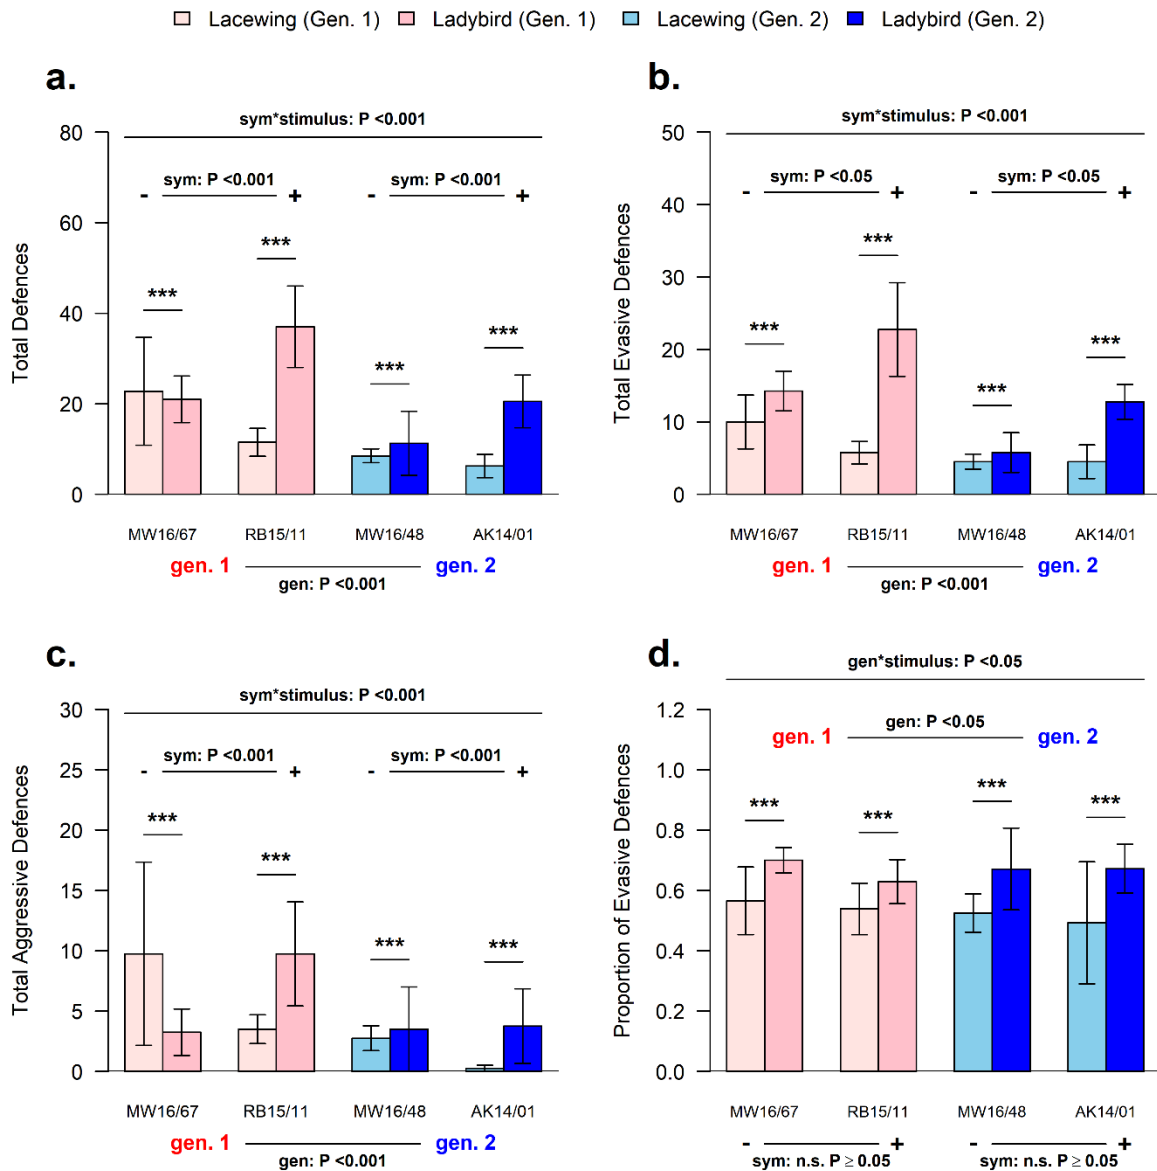 Lacewing (Gen. 1) Ladybird (Gen. 1) Lacewing (Gen. 2) Ladybird (Gen. 2)
a.
sym*stimulus: P <0.001
80
60
40
20
0
Total Defences
- sym: P <0.001 +
- sym: P <0.001 +
*** *** *** ***
MW16/67 RB15/11 MW16/48 AK14/01
gen. 1 gen. 2
gen: P <0.001
b.
sym*stimulus: P <0.001
50
40
30
20
10
0
Total Evasive Defences
- sym: P <0.05 +
- sym: P <0.05 +
*** *** *** ***
MW16/67 RB15/11 MW16/48 AK14/01
gen. 1 gen. 2
gen: P <0.001
c.
sym*stimulus: P <0.001
30
25
20
15
10
5
0
Total Aggressive Defences
- sym: P <0.001 +
- sym: P <0.001 +
*** *** *** ***
MW16/67 RB15/11 MW16/48 AK14/01
gen. 1 gen. 2
gen: P <0.001
d.
gen*stimulus: P <0.05
1.2
1.0
0.8
0.6
0.4
0.2
0.0
Proportion of Evasive Defences
gen. 1 gen: P <0.05 gen. 2
*** *** *** ***
MW16/67 RB15/11 MW16/48 AK14/01
- + - +
sym: n.s. P ≥ 0.05 sym: n.s. P ≥ 0.05